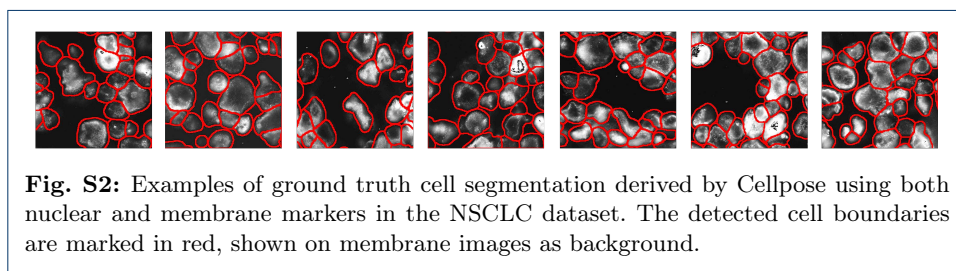 Fig. S2: Examples of ground truth cell segmentation derived by Cellpose using both
nuclear and membrane markers in the NSCLC dataset. The detected cell boundaries
are marked in red, shown on membrane images as background.